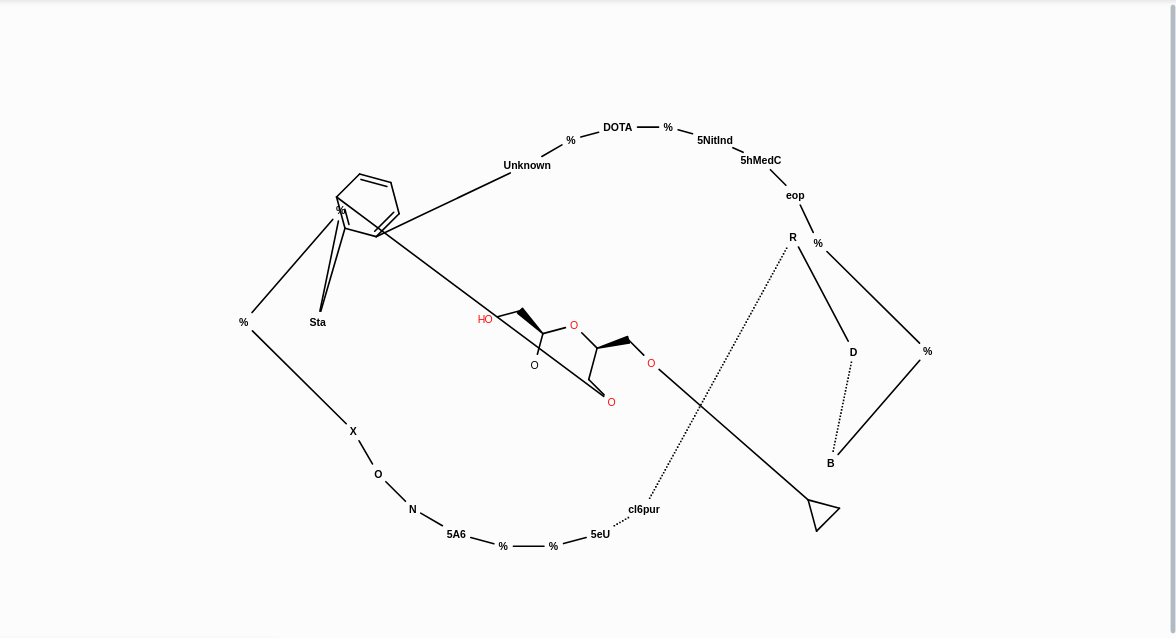 DOTA
%
%
5NitInd
5hMedC
Unknown
eop
%
R
%
%
Sta
HO
O
%
D
O
O
O
X
B
O
N
cl6pur
5A6
5eU
%
%